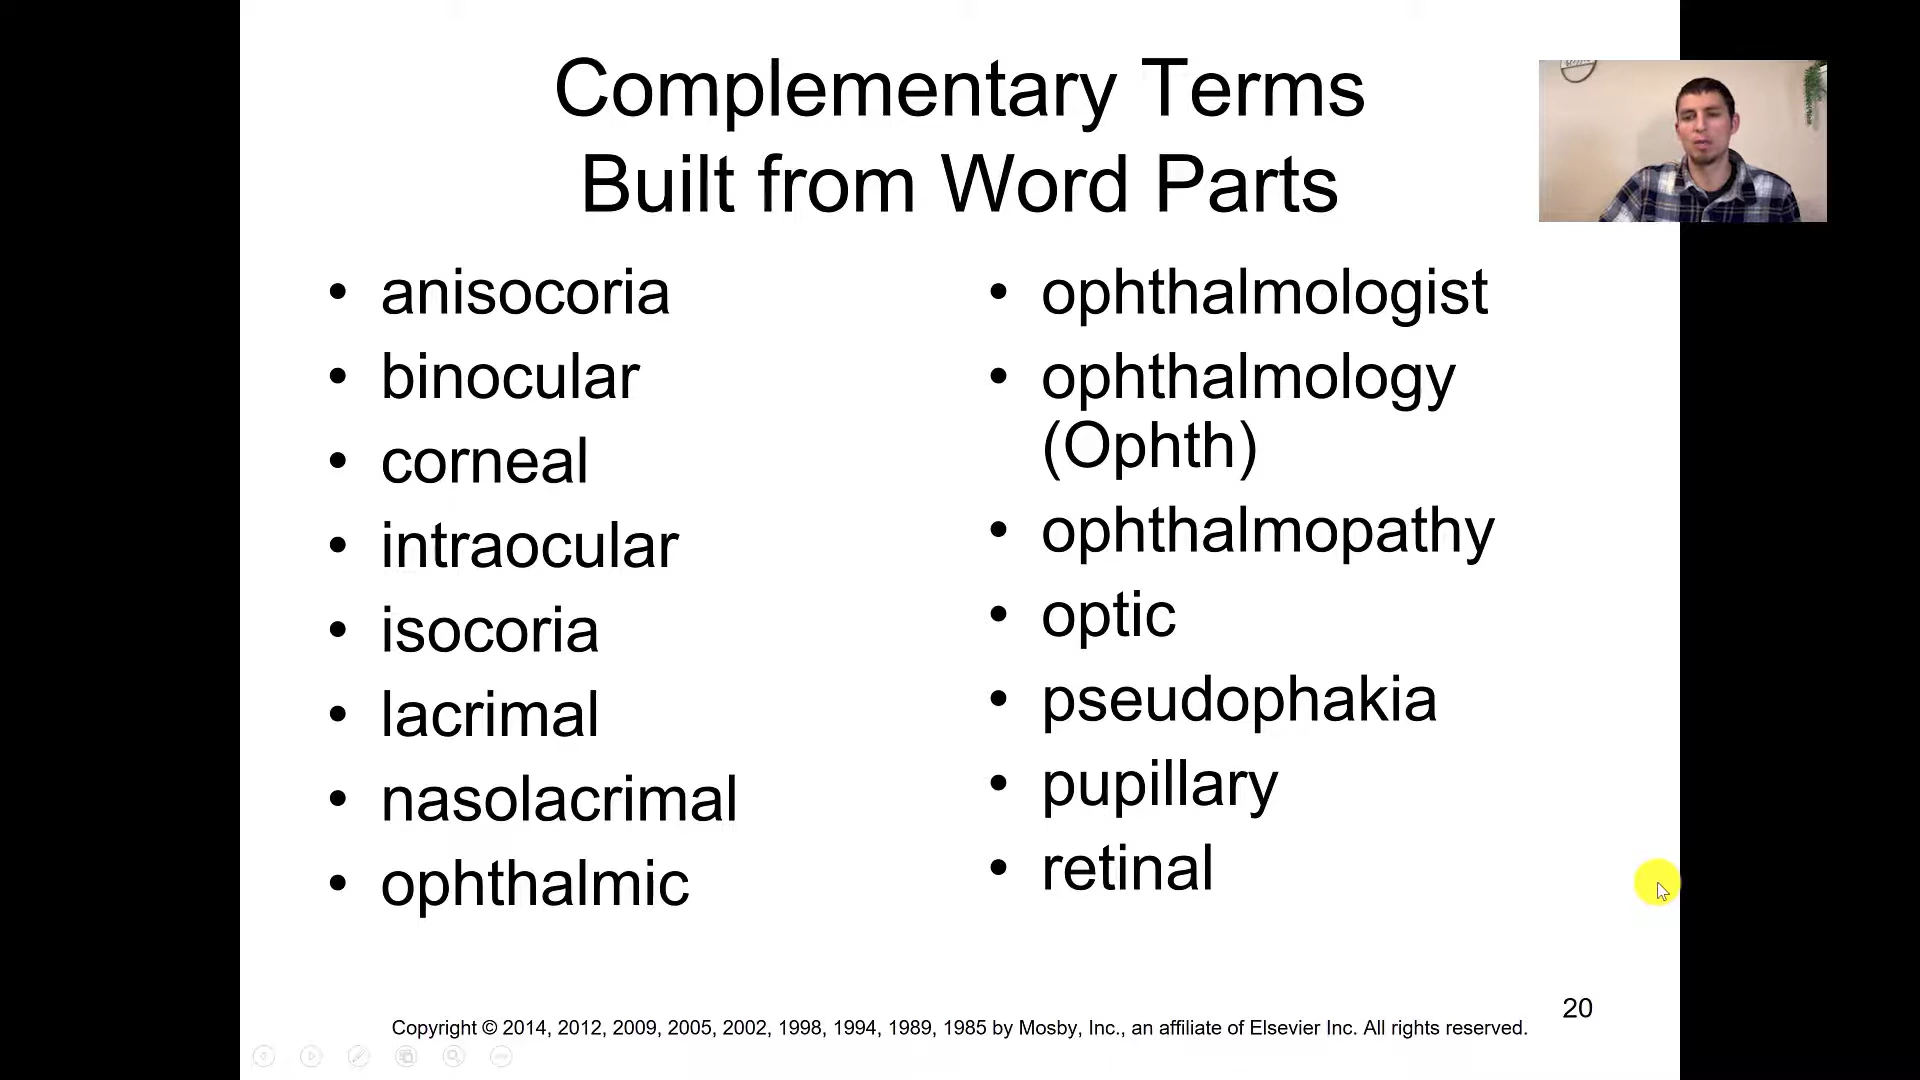 Complementary Terms
Built from Word Parts
• anisocoria
• binocular
• corneal
• intraocular
• isocoria
• lacrimal
• nasolacrimal
• ophthalmic
• ophthalmologist
• ophthalmology
(Ophth)
• ophthalmopathy
• optic
• pseudophakia
• pupillary
• retinal
20
Copyright © 2014, 2012, 2009, 2005, 2002, 1998, 1994, 1989, 1985 by Mosby, Inc., an affiliate of Elsevier Inc. All rights reserved.